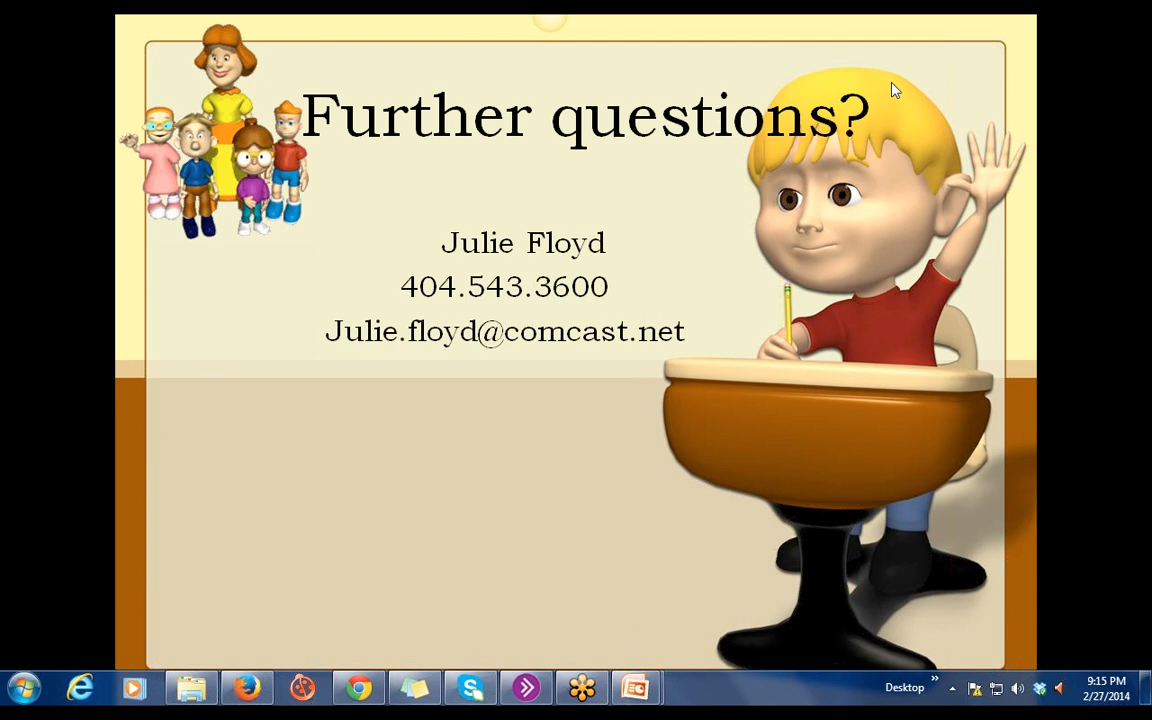 Further questions?
Julie Floyd
404.543.3600
Julie.floyd@comcast.net
Desktop
9:15 PM
2/27/2014